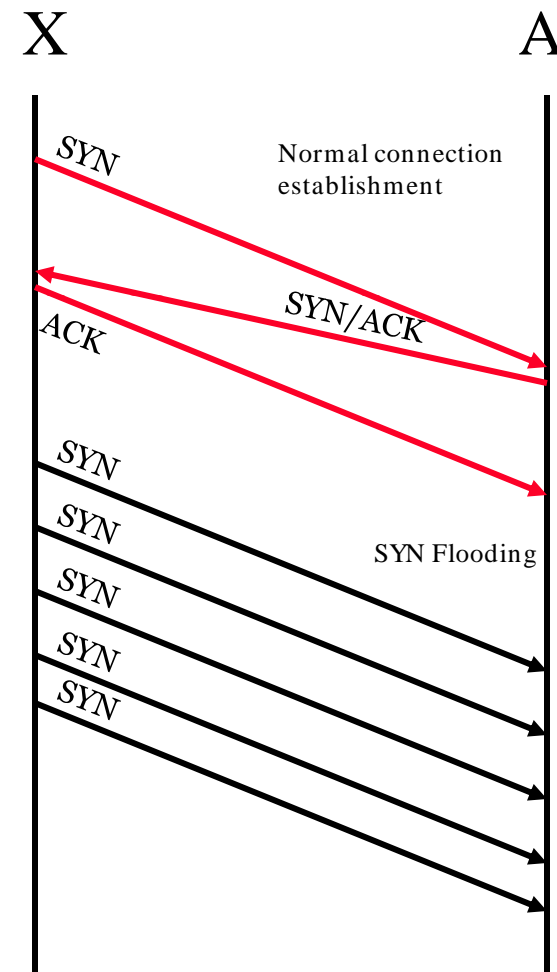 X
A
SYN
Normal connection
establishment
SYN/ACK
ACK
SYN
SYN
SYN Flooding
SYN
SYN
SYN